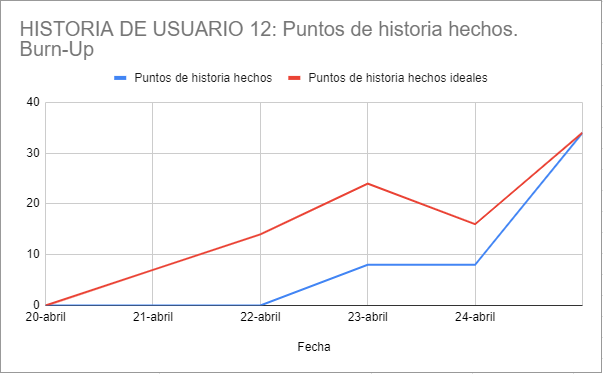 HISTORIA DE USUARIO 12: Puntos de historia hechos.
Burn-Up
Puntos de historia hechos
Puntos de historia hechos ideales
40
30
20
10
0
20-abril
21-abril
22-abril
23-abril
24-abril
Fecha